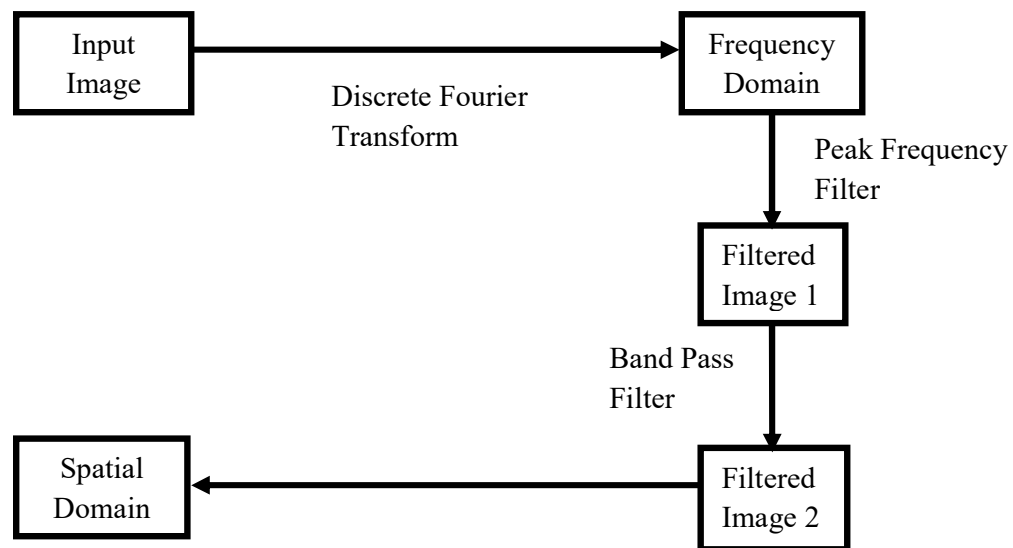 Input
Image
Discrete Fourier
Transform
Frequency
Domain
Peak Frequency
Filter
Filtered
Image 1
Band Pass
Filter
Filtered
Image 2
Spatial
Domain